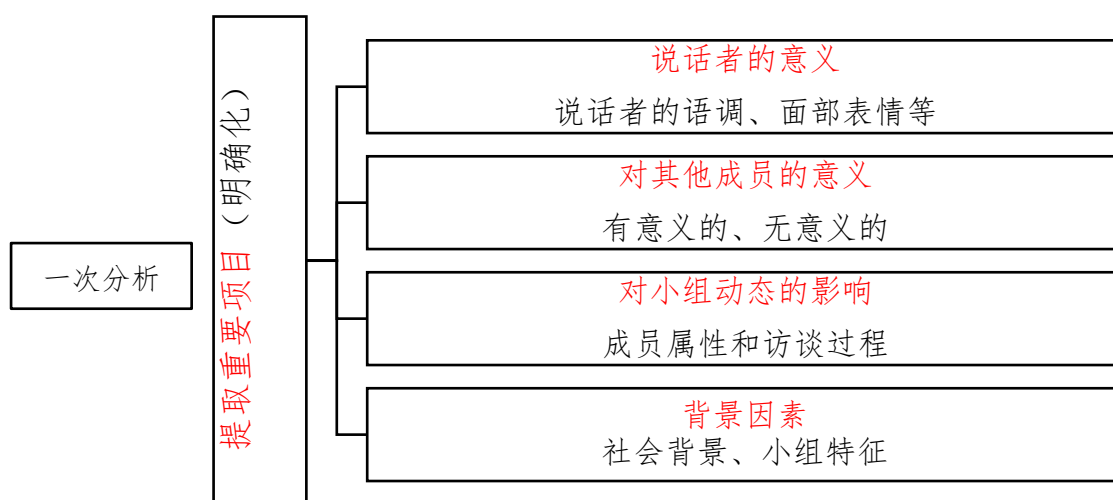 一次分析
提取重要项目（明确化）
说话者的意义
说话者的语调、面部表情等
对其他成员的意义
有意义的、无意义的
对小组动态的影响
成员属性和访谈过程
背景因素
社会背景、小组特征